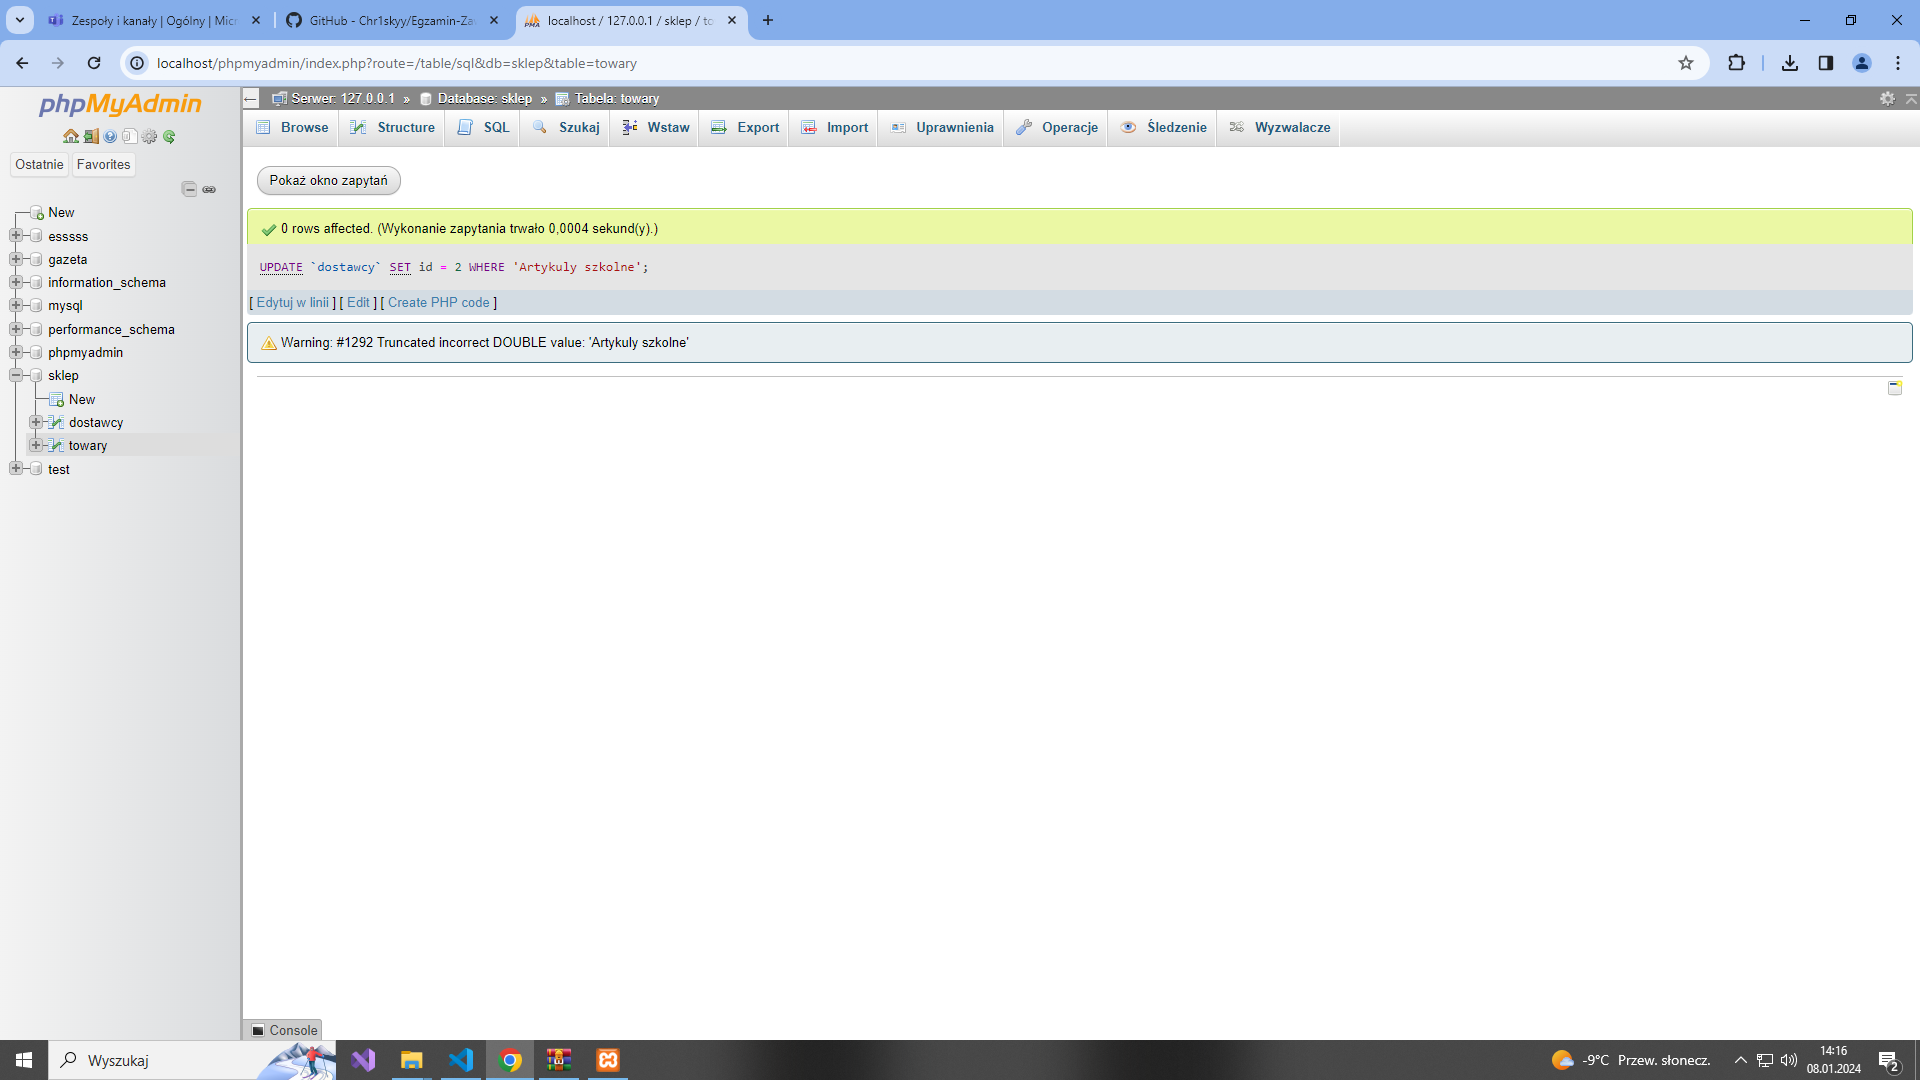 Zespoły i kanały | Ogólny | Micr
GitHub - Chr1skyy/Egzamin-Za
localhost / 127.0.0.1 / sklep / to
localhost/phpmyadmin/index.php?route=/table/sql&db=sklep&table=towary
phpMyAdmin
Ostatnie
Favorites
New
esssss
gazeta
information_schema
mysql
performance_schema
phpmyadmin
sklep
New
dostawcy
towary
test
Serwer: 127.0.0.1 » Database: sklep » Tabela: towary
Browse
Structure
SQL
Szukaj
Wstaw
Export
Import
Uprawnienia
Operacje
Śledzenie
Wyzwalacze
Pokaż okno zapytań
0 rows affected. (Wykonanie zapytania trwało 0,0004 sekund(y).)
UPDATE `dostawcy` SET id = 2 WHERE 'Artykuly szkolne';
[ Edytuj w linii ] [ Edit ] [ Create PHP code ]
Warning: #1292 Truncated incorrect DOUBLE value: 'Artykuly szkolne'
Console
Wyszukaj
-9°C Przew. słonecz.
14:16
08.01.2024
2